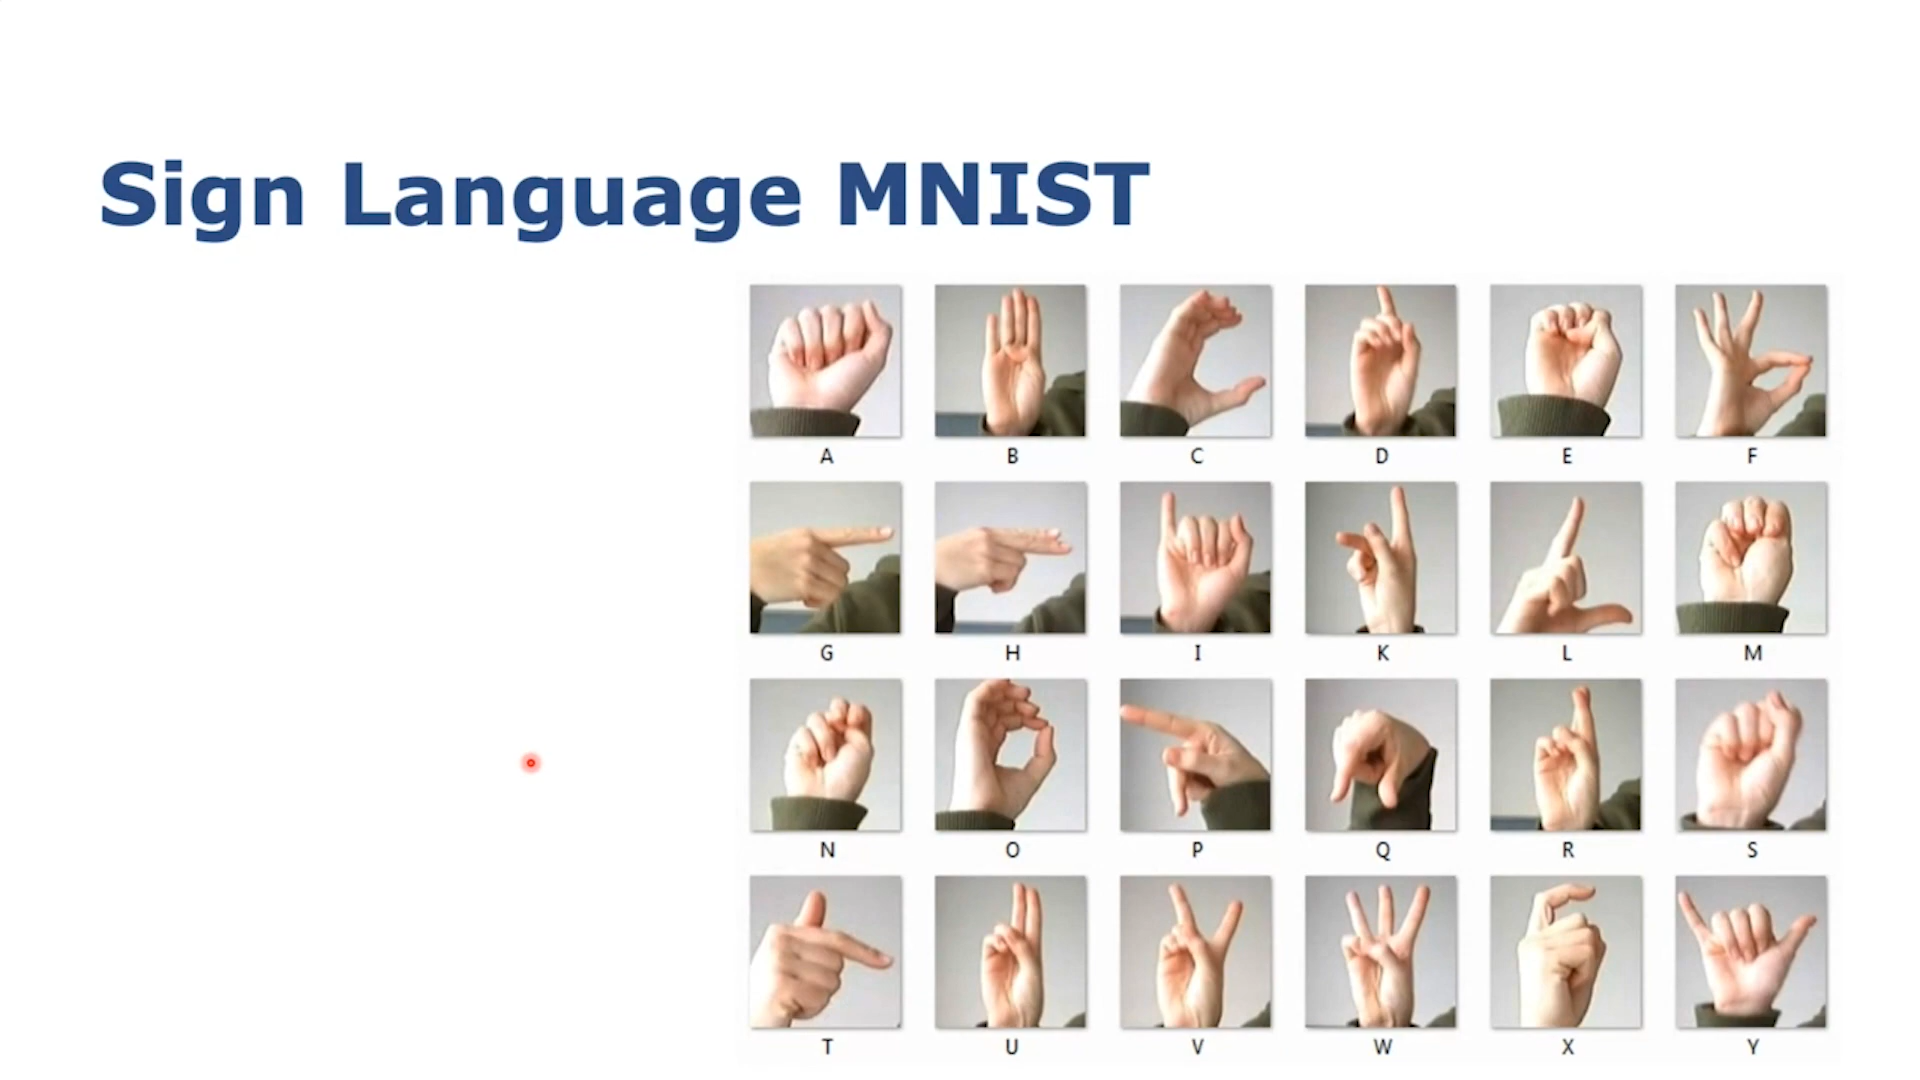 Sign Language MNIST
A B C D E F
G H I K L M
N O P Q R S
T U V W X Y